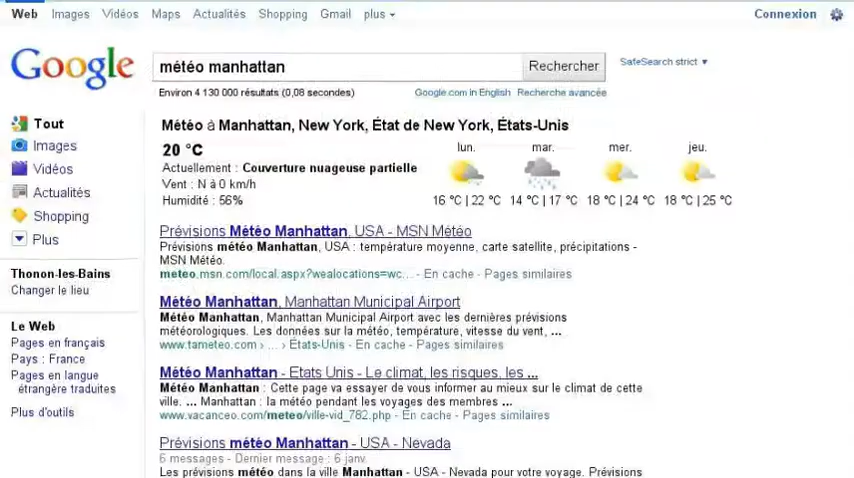 Web Images Vidéos Maps Actualités Shopping Gmail plus Connexion
Google
météo manhattan Rechercher SafeSearch strict
Environ 4 130 000 résultats (0,08 secondes) Google.com in English Recherche avancée
Tout
Images
Vidéos
Actualités
Shopping
Plus
Thonon-les-Bains
Changer le lieu
Le Web
Pages en français
Pays : France
Pages en langue
étrangère traduites
Plus d'outils
Météo à Manhattan, New York, État de New York, États-Unis
20 °C
Actuellement : Couverture nuageuse partielle
Vent : N à 0 km/h
Humidité : 56%
lun. mar. mer. jeu.
16 °C | 22 °C 14 °C | 17 °C 18 °C | 24 °C 18 °C | 25 °C
Prévisions Météo Manhattan, USA - MSN Météo
Prévisions météo Manhattan, USA : température moyenne, carte satellite, précipitations -
MSN Météo.
meteo.msn.com/local.aspx?wealocations=wc... - En cache - Pages similaires
Météo Manhattan, Manhattan Municipal Airport
Météo Manhattan, Manhattan Municipal Airport avec les dernières prévisions
météorologiques. Les données sur la météo, température, vitesse du vent, ...
www.tameteo.com › ... › États-Unis - En cache - Pages similaires
Météo Manhattan - Etats Unis - Le climat, les risques, les ...
Météo Manhattan : Cette page va essayer de vous informer au mieux sur le climat de cette
ville. ... Manhattan : la météo pendant les voyages des membres ...
www.vacanceo.com/meteo/ville-vid_782.php - En cache - Pages similaires
Prévisions météo Manhattan - USA - Nevada
6 messages - Dernier message : 6 janv.
Les prévisions météo dans la ville Manhattan - USA - Nevada pour votre voyage. Prévisions